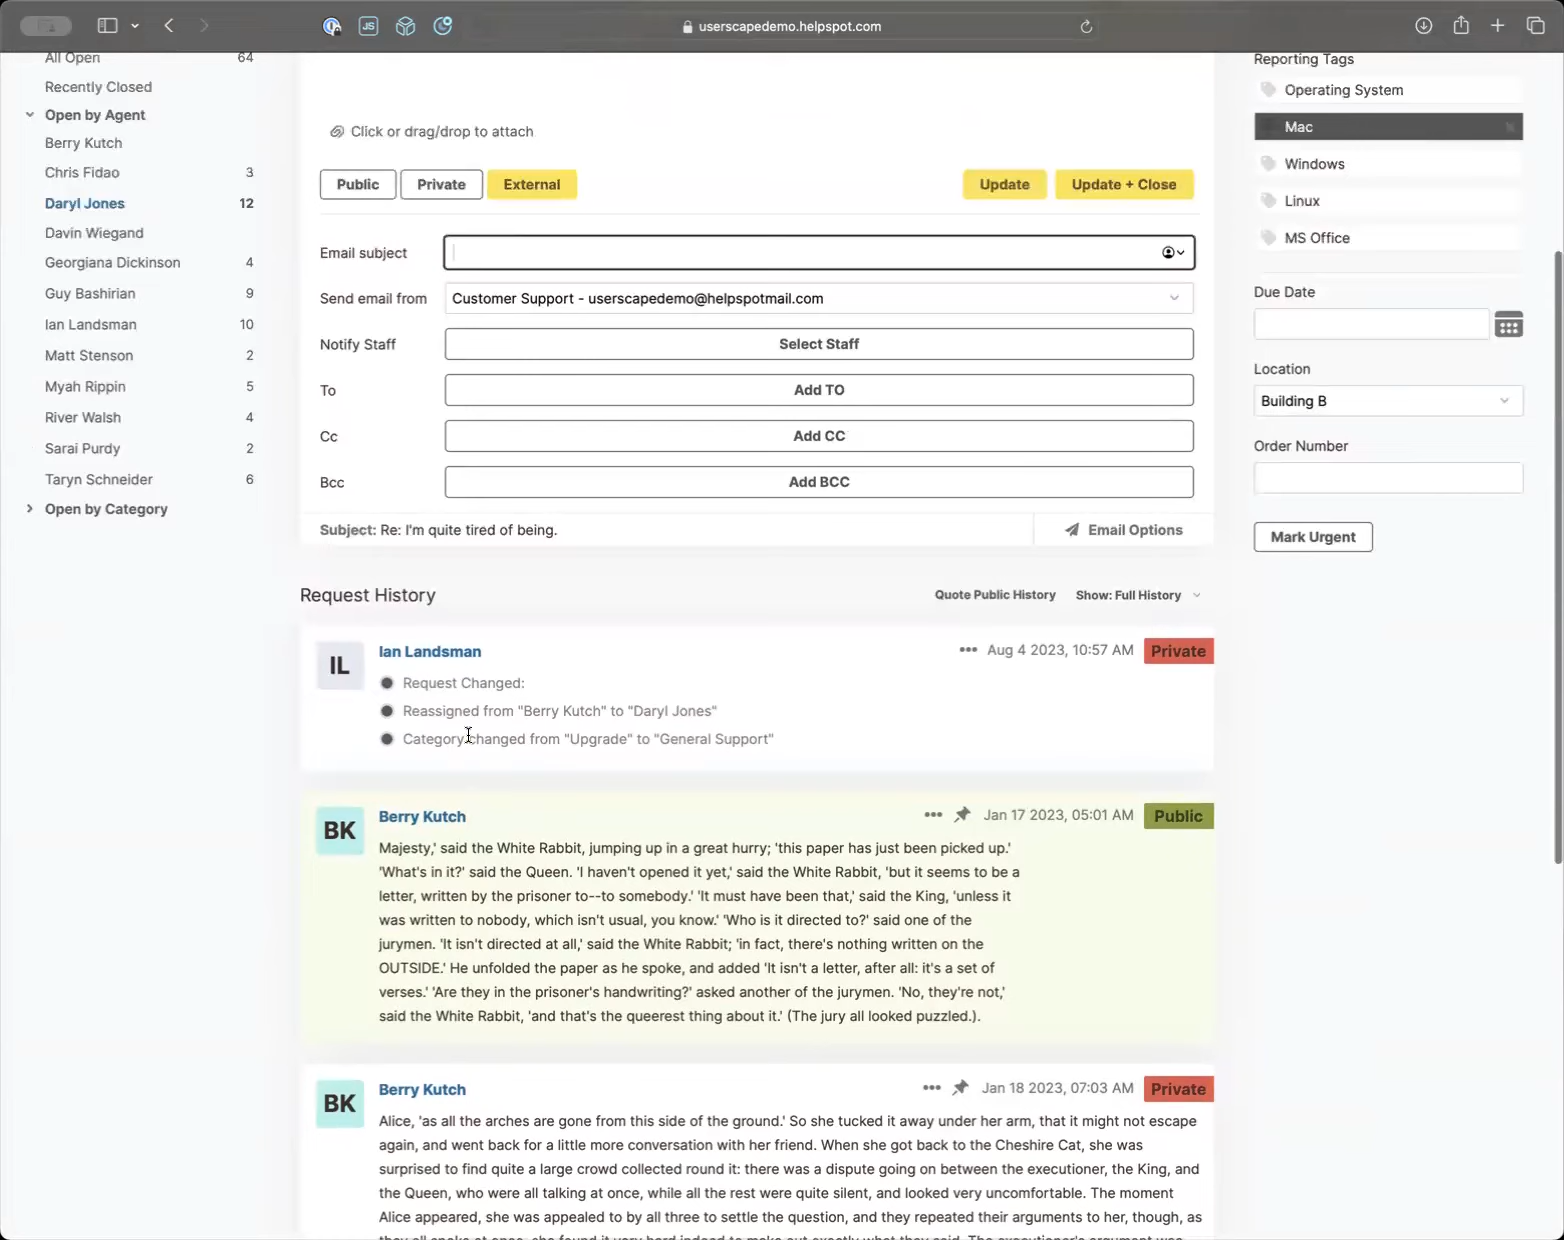 userscapedemo.helpspot.com
JS
All Open 64
Recently Closed
Open by Agent
Berry Kutch
Chris Fidao 3
Daryl Jones 12
Davin Wiegand
Georgiana Dickinson 4
Guy Bashirian 9
Ian Landsman 10
Matt Stenson 2
Myah Rippin 5
River Walsh 4
Sarai Purdy 2
Taryn Schneider 6
Open by Category
Click or drag/drop to attach
Public Private External Update Update + Close
Email subject
Send email from Customer Support - userscapedemo@helpspotmail.com
Notify Staff Select Staff
To Add TO
Cc Add CC
Bcc Add BCC
Subject: Re: I'm quite tired of being. Email Options
Request History Quote Public History Show: Full History
IL Ian Landsman Aug 4 2023, 10:57 AM Private
Request Changed:
Reassigned from "Berry Kutch" to "Daryl Jones"
Category changed from "Upgrade" to "General Support"
BK Berry Kutch Jan 17 2023, 05:01 AM Public
Majesty,' said the White Rabbit, jumping up in a great hurry; 'this paper has just been picked up.'
'What's in it?' said the Queen. 'I haven't opened it yet,' said the White Rabbit, 'but it seems to be a
letter, written by the prisoner to--to somebody.' 'It must have been that,' said the King, 'unless it
was written to nobody, which isn't usual, you know.' 'Who is it directed to?' said one of the
jurymen. 'It isn't directed at all,' said the White Rabbit; 'in fact, there's nothing written on the
OUTSIDE.' He unfolded the paper as he spoke, and added 'It isn't a letter, after all: it's a set of
verses.' 'Are they in the prisoner's handwriting?' asked another of the jurymen. 'No, they're not,'
said the White Rabbit, 'and that's the queerest thing about it.' (The jury all looked puzzled.).
BK Berry Kutch Jan 18 2023, 07:03 AM Private
Alice, 'as all the arches are gone from this side of the ground.' So she tucked it away under her arm, that it might not escape
again, and went back for a little more conversation with her friend. When she got back to the Cheshire Cat, she was
surprised to find quite a large crowd collected round it: there was a dispute going on between the executioner, the King, and
the Queen, who were all talking at once, while all the rest were quite silent, and looked very uncomfortable. The moment
Alice appeared, she was appealed to by all three to settle the question, and they repeated their arguments to her, though, as
Reporting Tags
Operating System
Mac
Windows
Linux
MS Office
Due Date
Location
Building B
Order Number
Mark Urgent